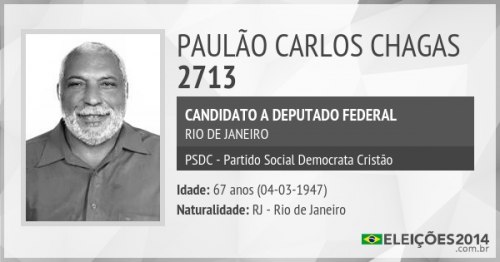 PAULÃO CARLOS CHAGAS
2713
CANDIDATO A DEPUTADO FEDERAL
RIO DE JANEIRO
PSDC - Partido Social Democrata Cristão
Idade: 67 anos (04-03-1947)
Naturalidade: RJ - Rio de Janeiro
ELEIÇÕES2014
.com.br